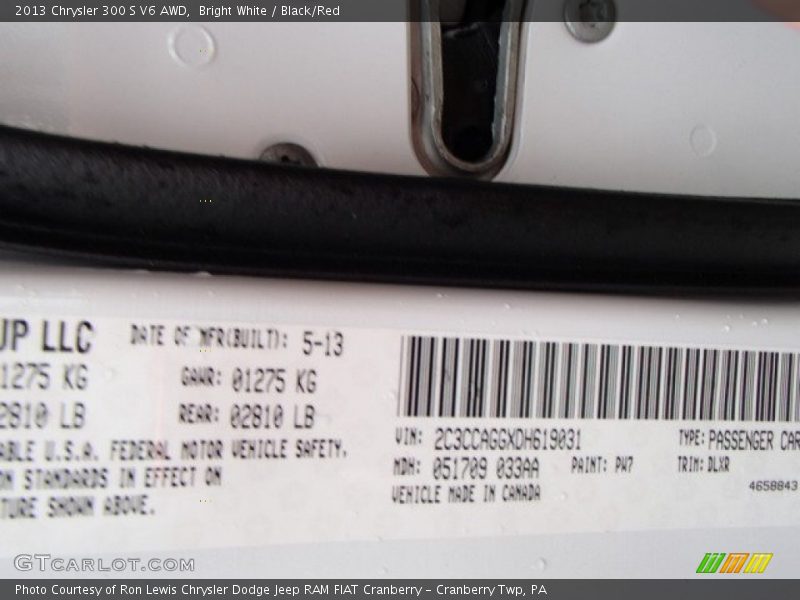 2013 Chrysler 300 S V6 AWD, Bright White / Black/Red
UP LLC
DATE OF MFR(BUILT): 5-13
1275 KG
GAWR: 01275 KG
2810 LB
REAR: 02810 LB
ABLE U.S.A. FEDERAL MOTOR VEHICLE SAFETY,
ON STANDARDS IN EFFECT ON
TURE SHOWN ABOVE.
VIN: 2C3CCAGGXDH619031
TYPE: PASSENGER CAR
MDH: 051709 033AA
PAINT: PW7
TRIM: DLXR
VEHICLE MADE IN CANADA
4658843
GTCARLOT.COM
Photo Courtesy of Ron Lewis Chrysler Dodge Jeep RAM FIAT Cranberry – Cranberry Twp, PA